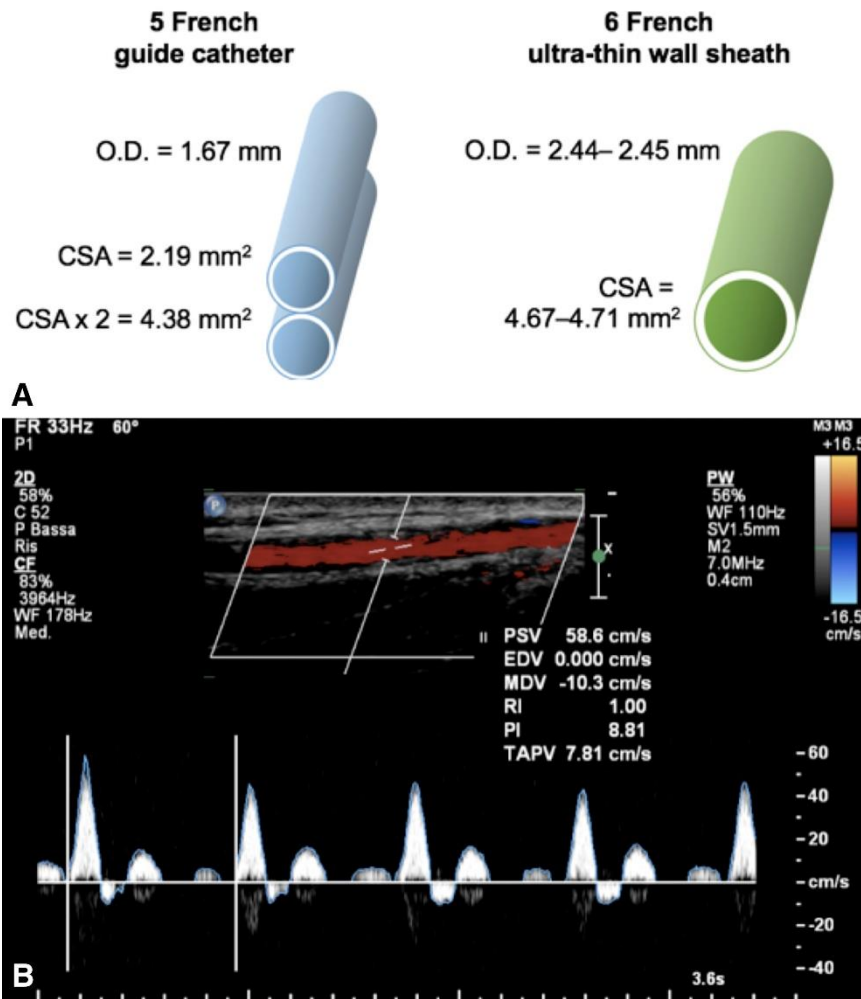 5 French
guide catheter
6 French
ultra-thin wall sheath
O.D. = 1.67 mm
O.D. = 2.44– 2.45 mm
CSA = 2.19 mm²
CSA x 2 = 4.38 mm²
CSA =
4.67–4.71 mm²
A
FR 33Hz 60°
P1
2D
58%
C 52
P Bassa
Ris
CF
83%
3964Hz
WF 178Hz
Med.
P
x
PW
56%
WF 110Hz
SV1.5mm
M2
7.0MHz
0.4cm
M3 M3
+16.5
-16.5
cm/s
PSV 58.6 cm/s
EDV 0.000 cm/s
MDV -10.3 cm/s
RI 1.00
PI 8.81
TAPV 7.81 cm/s
60
40
20
cm/s
-20
-40
3.6s
B